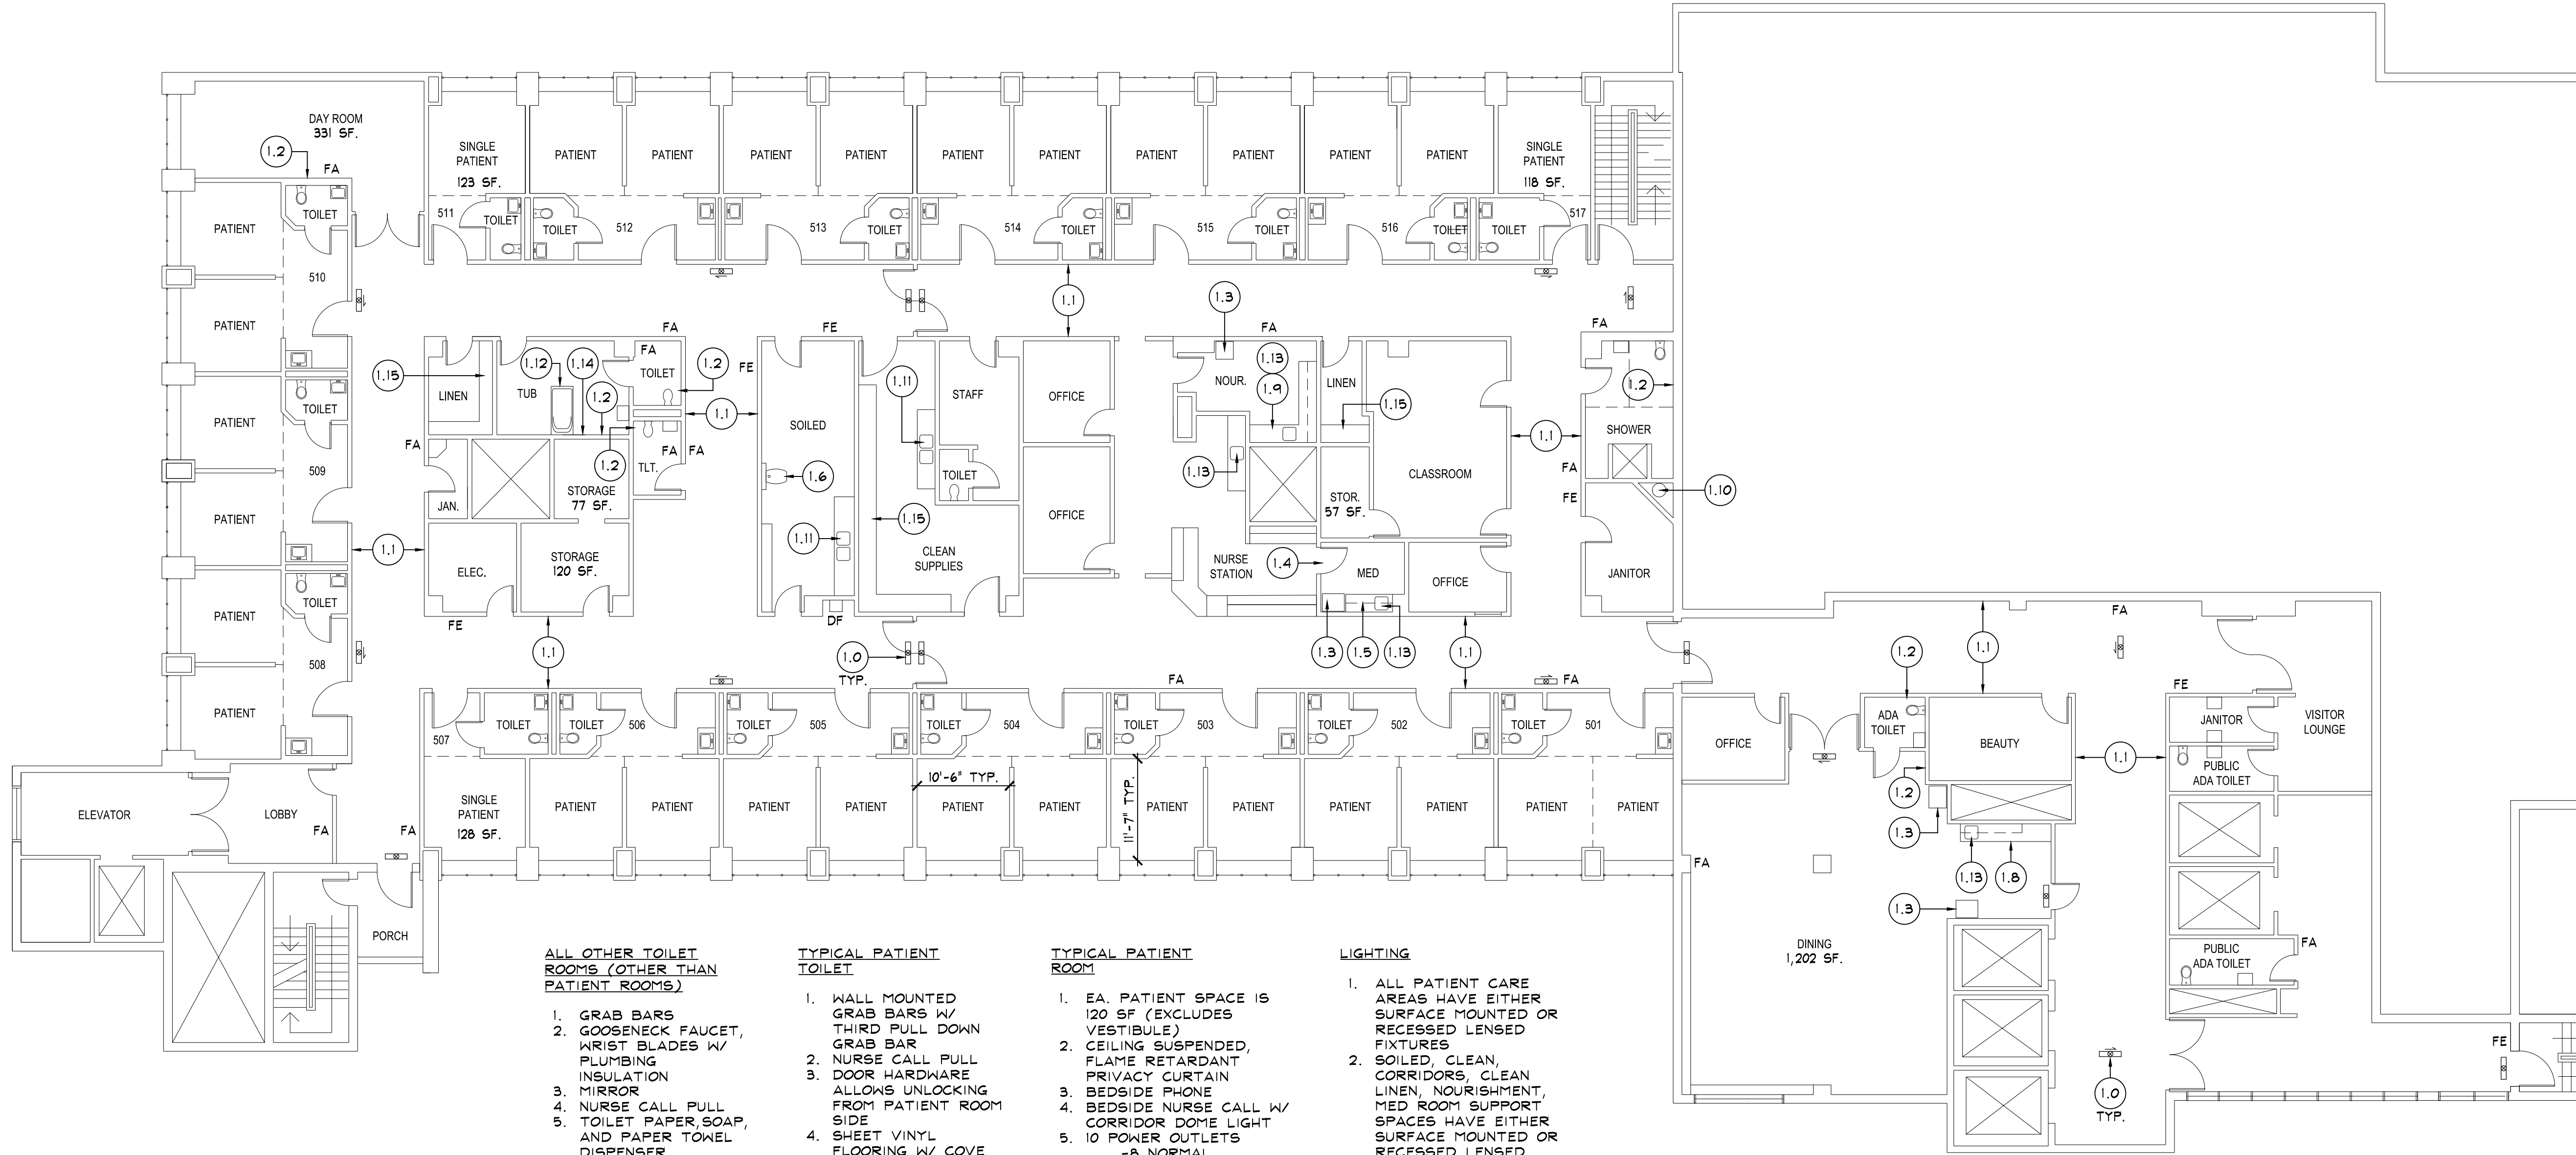 DAY ROOM
331 SF.
1.2
FA
SINGLE
PATIENT
123 SF.
PATIENT
PATIENT
PATIENT
PATIENT
PATIENT
PATIENT
PATIENT
PATIENT
PATIENT
PATIENT
SINGLE
PATIENT
118 SF.
511
TOILET
TOILET
512
513
TOILET
514
TOILET
515
TOILET
516
TOILET
TOILET
517
TOILET
PATIENT
510
PATIENT
TOILET
PATIENT
509
PATIENT
TOILET
PATIENT
508
PATIENT
1.1
1.3
FA
FE
FA
FA
FA
1.15
LINEN
TUB
1.12
1.14
1.2
FA
TOILET
1.2
1.1
FE
FA
JAN.
STORAGE
77 SF.
1.2
TLT.
FA
FA
1.1
ELEC.
STORAGE
120 SF.
FE
1.1
SOILED
1.6
1.11
1.11
1.15
CLEAN
SUPPLIES
STAFF
TOILET
OFFICE
OFFICE
DF
1.0
TYP.
NOUR.
1.13
1.9
LINEN
1.15
1.13
STOR.
57 SF.
CLASSROOM
NURSE
STATION
1.4
MED
OFFICE
1.3
1.5
1.13
1.1
1.1
1.2
SHOWER
FA
FE
1.10
JANITOR
FA
FA
507
TOILET
TOILET
506
TOILET
505
TOILET
504
TOILET
503
TOILET
502
TOILET
501
SINGLE
PATIENT
128 SF.
PATIENT
PATIENT
PATIENT
PATIENT
10'-6" TYP.
PATIENT
PATIENT
11'-7" TYP.
PATIENT
PATIENT
PATIENT
PATIENT
PATIENT
PATIENT
ELEVATOR
LOBBY
FA
FA
PORCH
OFFICE
1.2
ADA
TOILET
BEAUTY
1.1
FA
FE
JANITOR
VISITOR
LOUNGE
1.1
PUBLIC
ADA TOILET
1.2
1.3
FA
1.13
1.8
1.3
DINING
1,202 SF.
PUBLIC
ADA TOILET
FA
FE
1.0
TYP.
ALL OTHER TOILET
ROOMS (OTHER THAN
PATIENT ROOMS)
1. GRAB BARS
2. GOOSENECK FAUCET,
WRIST BLADES W/
PLUMBING
INSULATION
3. MIRROR
4. NURSE CALL PULL
5. TOILET PAPER,SOAP,
AND PAPER TOWEL
DISPENSER
TYPICAL PATIENT
TOILET
1. WALL MOUNTED
GRAB BARS W/
THIRD PULL DOWN
GRAB BAR
2. NURSE CALL PULL
3. DOOR HARDWARE
ALLOWS UNLOCKING
FROM PATIENT ROOM
SIDE
4. SHEET VINYL
FLOORING W/ COVE
TYPICAL PATIENT
ROOM
1. EA. PATIENT SPACE IS
120 SF (EXCLUDES
VESTIBULE)
2. CEILING SUSPENDED,
FLAME RETARDANT
PRIVACY CURTAIN
3. BEDSIDE PHONE
4. BEDSIDE NURSE CALL W/
CORRIDOR DOME LIGHT
5. 10 POWER OUTLETS
-8 NORMAL
LIGHTING
1. ALL PATIENT CARE
AREAS HAVE EITHER
SURFACE MOUNTED OR
RECESSED LENSED
FIXTURES
2. SOILED, CLEAN,
CORRIDORS, CLEAN
LINEN, NOURISHMENT,
MED ROOM SUPPORT
SPACES HAVE EITHER
SURFACE MOUNTED OR
RECESSED LENSED